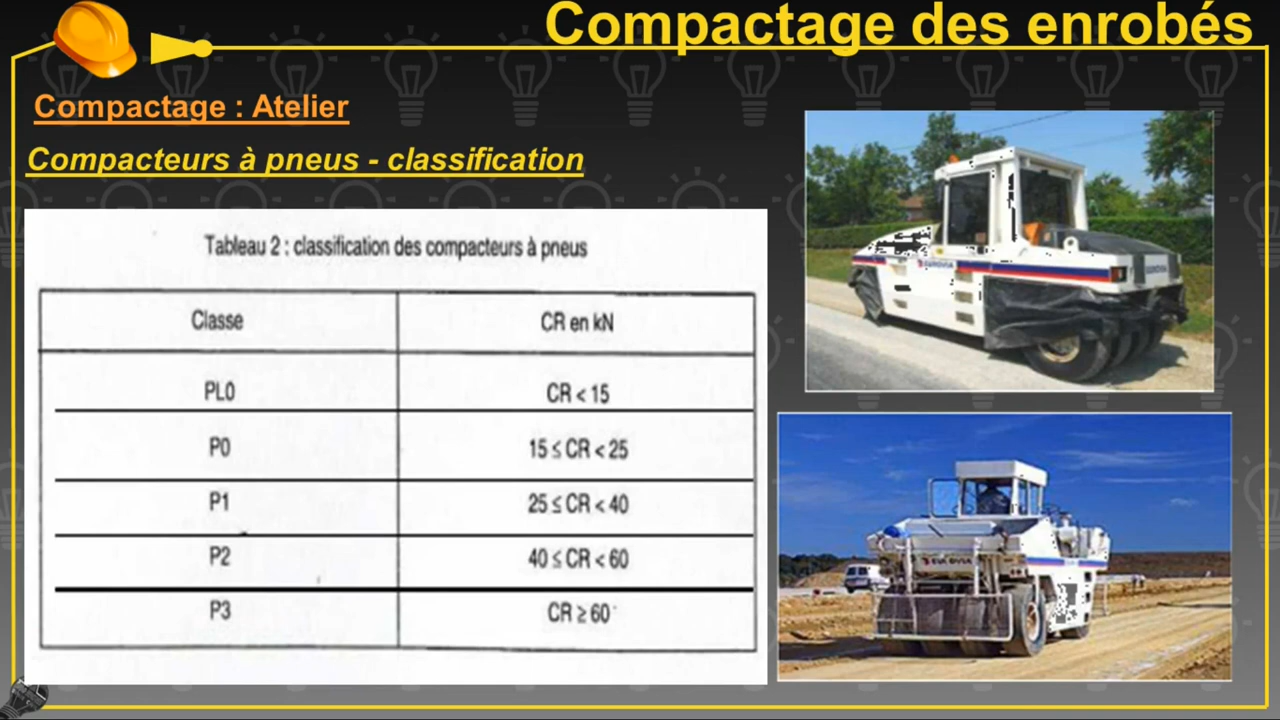 Compactage des enrobés
Compactage : Atelier
Compacteurs à pneus - classification
Tableau 2 : classification des compacteurs à pneus
Classe CR en kN
PL0 CR < 15
P0 15 ≤ CR < 25
P1 25 ≤ CR < 40
P2 40 ≤ CR < 60
P3 CR ≥ 60
EUROVIA